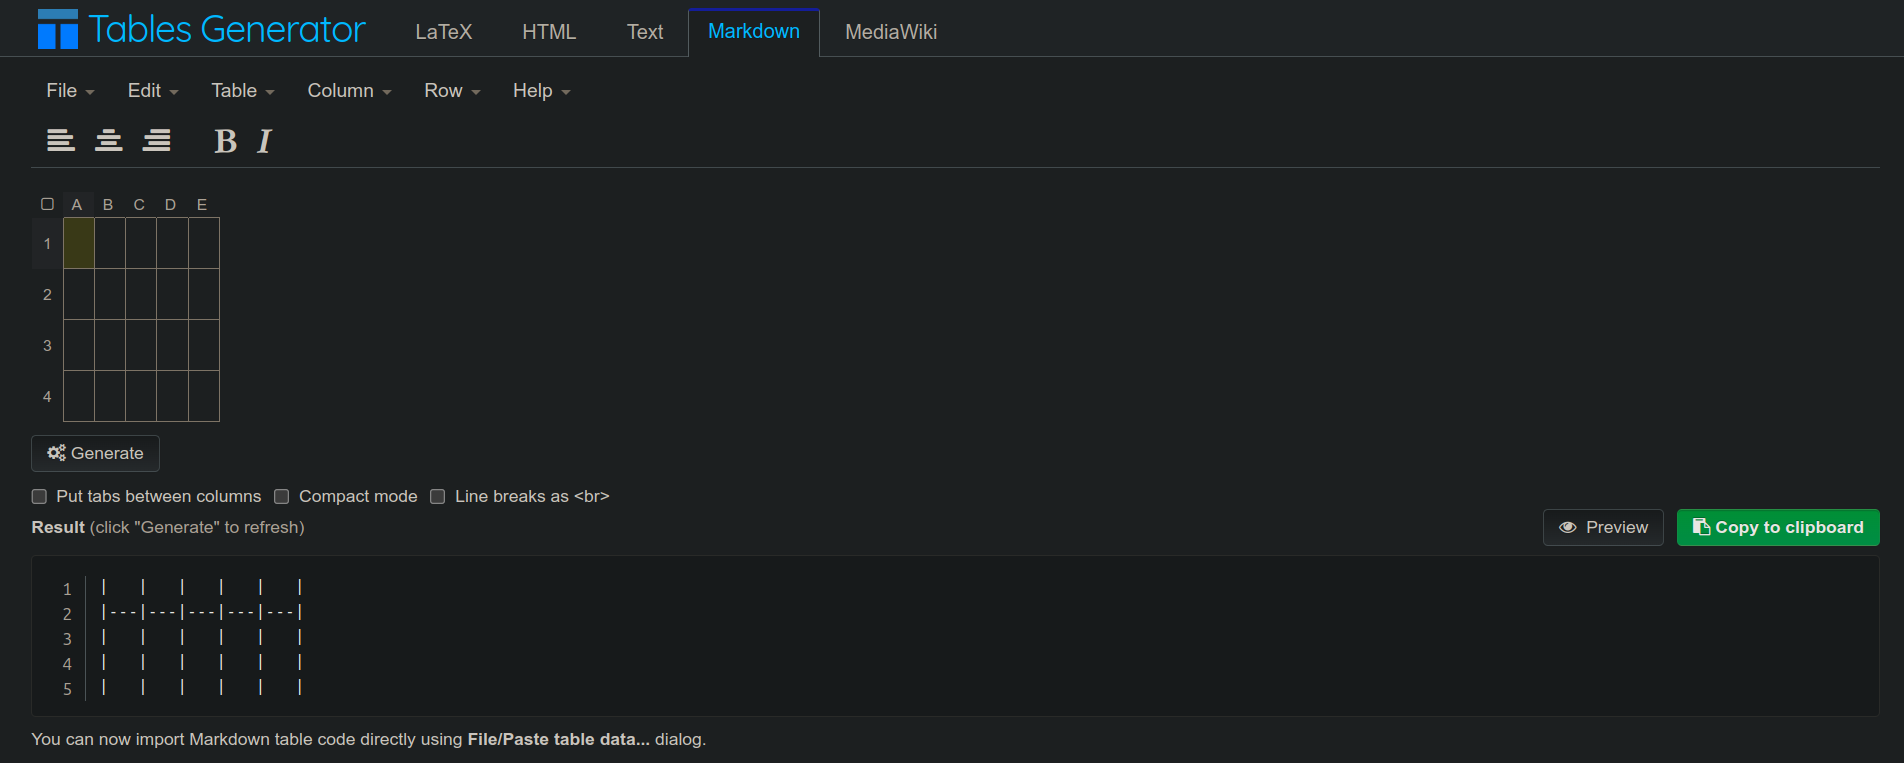 Tables Generator LaTeX HTML Text Markdown MediaWiki
File Edit Table Column Row Help
B I
A B C D E
1
2
3
4
Generate
Put tabs between columns Compact mode Line breaks as <br>
Result (click "Generate" to refresh) Preview Copy to clipboard
1 |   |   |   |   |   |
2 |---|---|---|---|---|
3 |   |   |   |   |   |
4 |   |   |   |   |   |
5 |   |   |   |   |   |
You can now import Markdown table code directly using File/Paste table data... dialog.